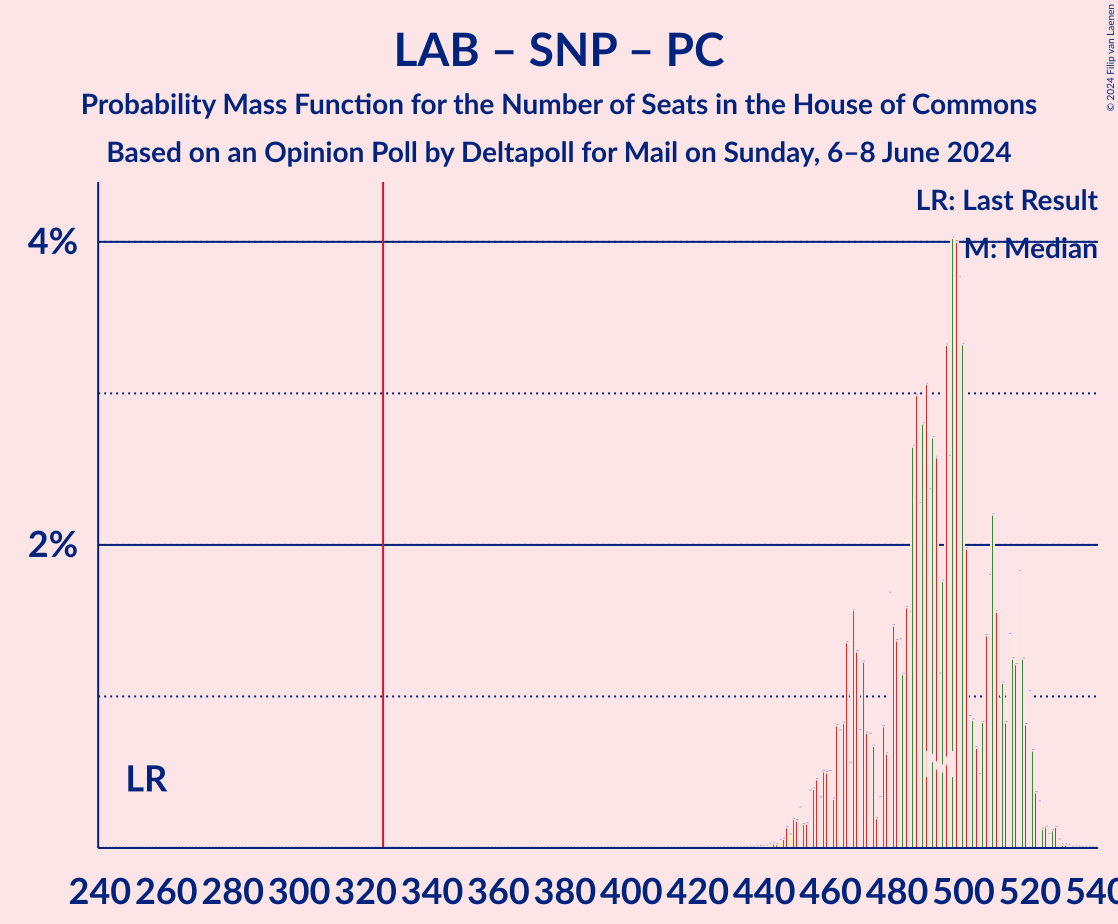 LAB – SNP – PC
Probability Mass Function for the Number of Seats in the House of Commons
Based on an Opinion Poll by Deltapoll for Mail on Sunday, 6–8 June 2024
© 2024 Filip van Laenen
LR: Last Result
M: Median
4%
2%
LR
240 260 280 300 320 340 360 380 400 420 440 460 480 500 520 540